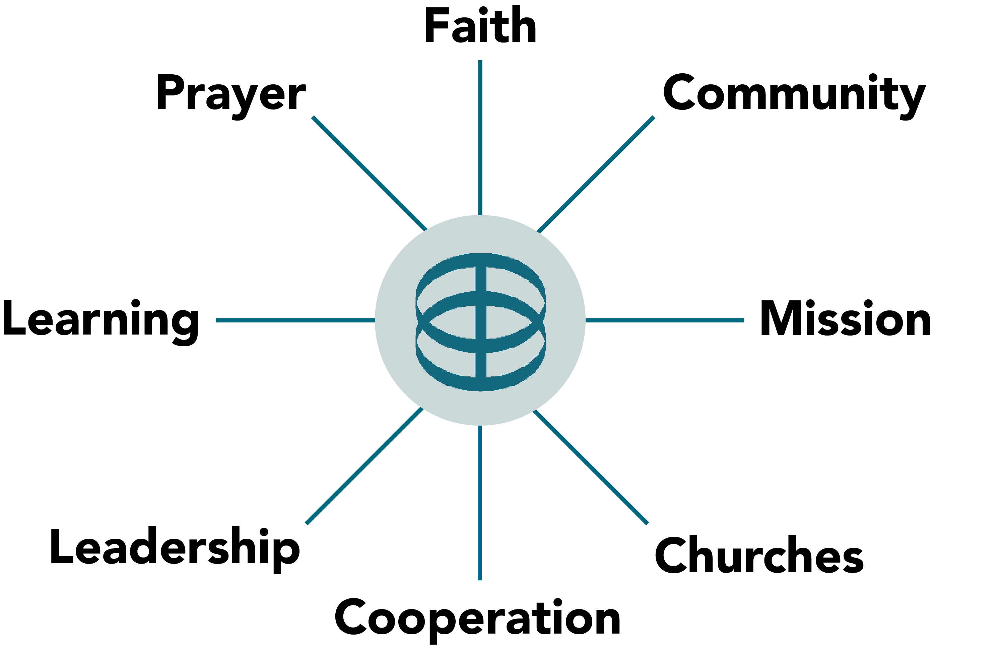 Faith
Prayer
Community
Learning
Mission
Leadership
Churches
Cooperation